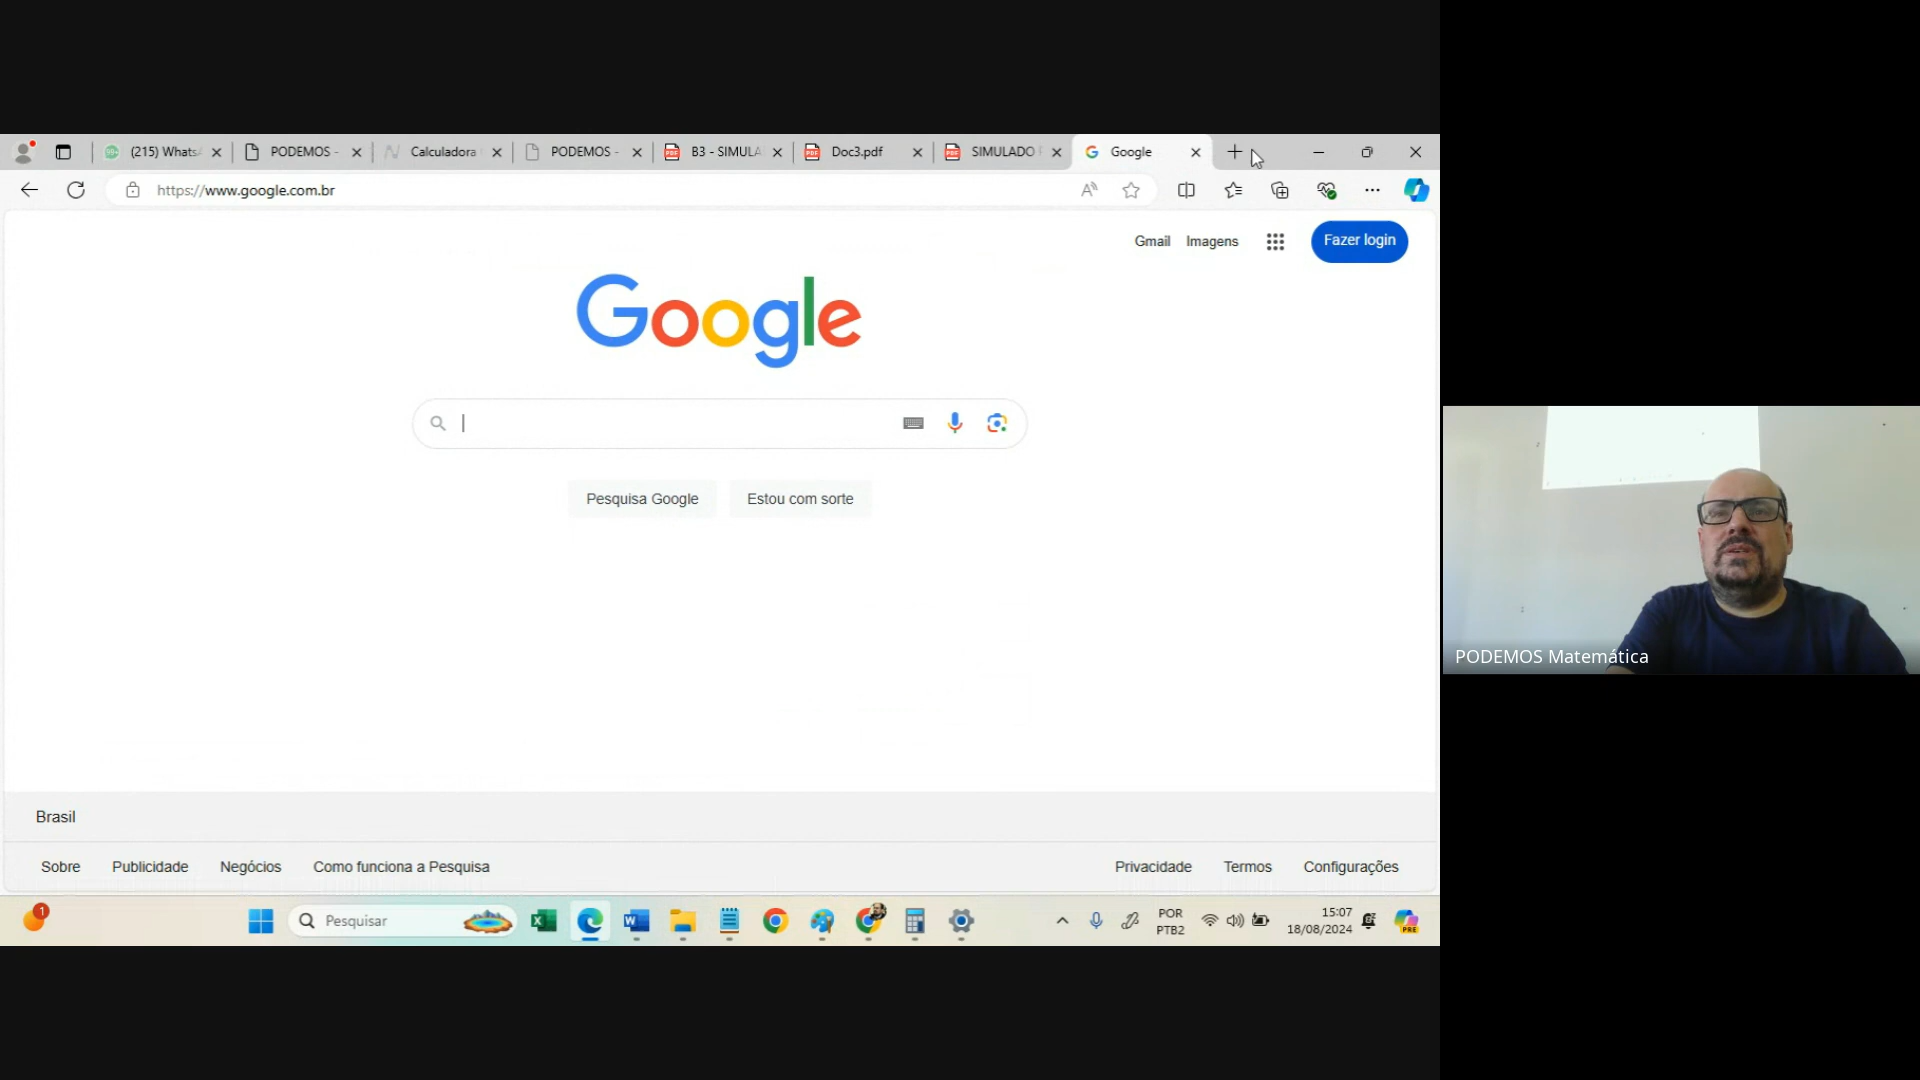 (215) Whats
PODEMOS -
Calculadora
PODEMOS -
B3 - SIMULA
Doc3.pdf
SIMULADO
Google
https://www.google.com.br
Gmail
Imagens
Fazer login
Google
Pesquisa Google
Estou com sorte
PODEMOS Matemática
Brasil
Sobre
Publicidade
Negócios
Como funciona a Pesquisa
Privacidade
Termos
Configurações
1
Pesquisar
POR
PTB2
15:07
18/08/2024
PRE